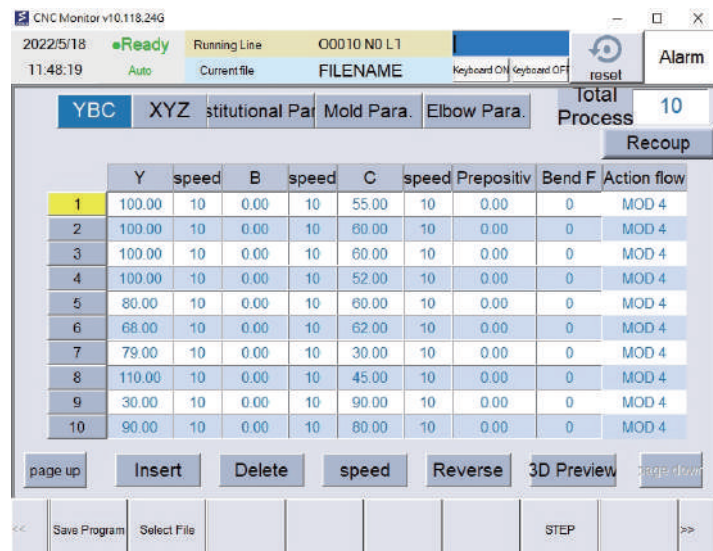 CNC Monitor v10.118.24G
2022/5/18 Ready Running Line O0010 N0 L1
11:48:19 Auto Current file FILENAME Keyboard ON Keyboard OFF reset Alarm
YBC XYZ stitutional Par Mold Para. Elbow Para. Total Process 10
Recoup
Y speed B speed C speed Prepositiv Bend F Action flow
1 100.00 10 0.00 10 55.00 10 0.00 0 MOD 4
2 100.00 10 0.00 10 60.00 10 0.00 0 MOD 4
3 100.00 10 0.00 10 60.00 10 0.00 0 MOD 4
4 100.00 10 0.00 10 52.00 10 0.00 0 MOD 4
5 80.00 10 0.00 10 60.00 10 0.00 0 MOD 4
6 68.00 10 0.00 10 62.00 10 0.00 0 MOD 4
7 79.00 10 0.00 10 30.00 10 0.00 0 MOD 4
8 110.00 10 0.00 10 45.00 10 0.00 0 MOD 4
9 30.00 10 0.00 10 90.00 10 0.00 0 MOD 4
10 90.00 10 0.00 10 80.00 10 0.00 0 MOD 4
page up Insert Delete speed Reverse 3D Preview page down
<< Save Program Select File STEP >>